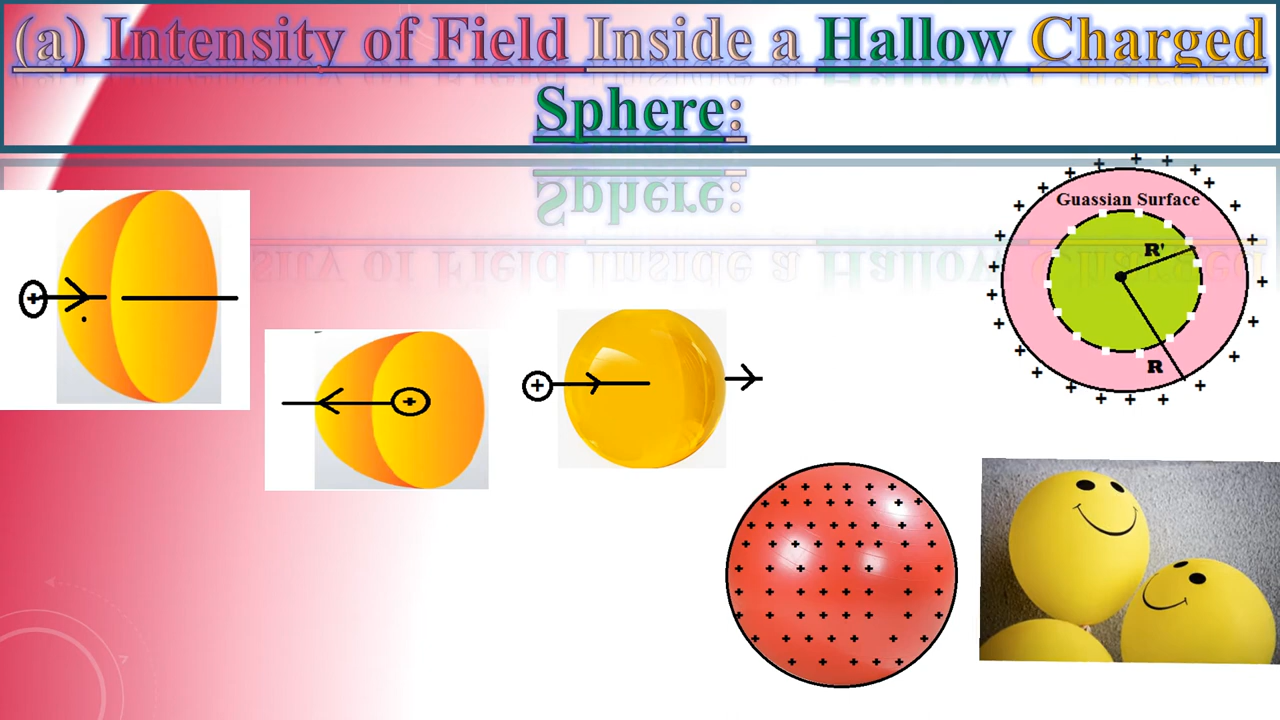 (a) Intensity of Field Inside a Hallow Charged
Sphere:
Guassian Surface
R'
R